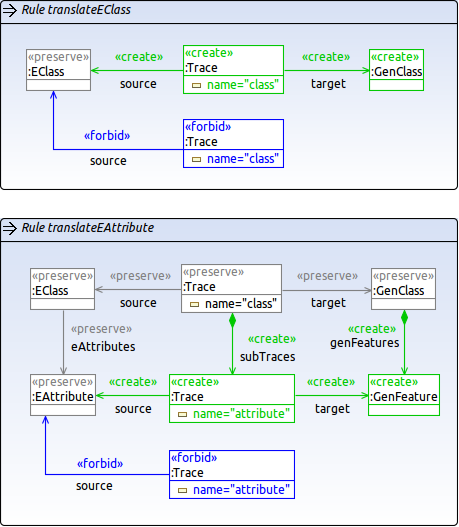 Rule translateEClass
«preserve»
:EClass
«create»
source
«create»
:Trace
name="class"
«create»
target
«create»
:GenClass
«forbid»
source
«forbid»
:Trace
name="class"
Rule translateEAttribute
«preserve»
:EClass
«preserve»
source
«preserve»
:Trace
name="class"
«preserve»
target
«preserve»
:GenClass
«preserve»
eAttributes
«create»
subTraces
«create»
genFeatures
«preserve»
:EAttribute
«create»
source
«create»
:Trace
name="attribute"
«create»
target
«create»
:GenFeature
«forbid»
source
«forbid»
:Trace
name="attribute"